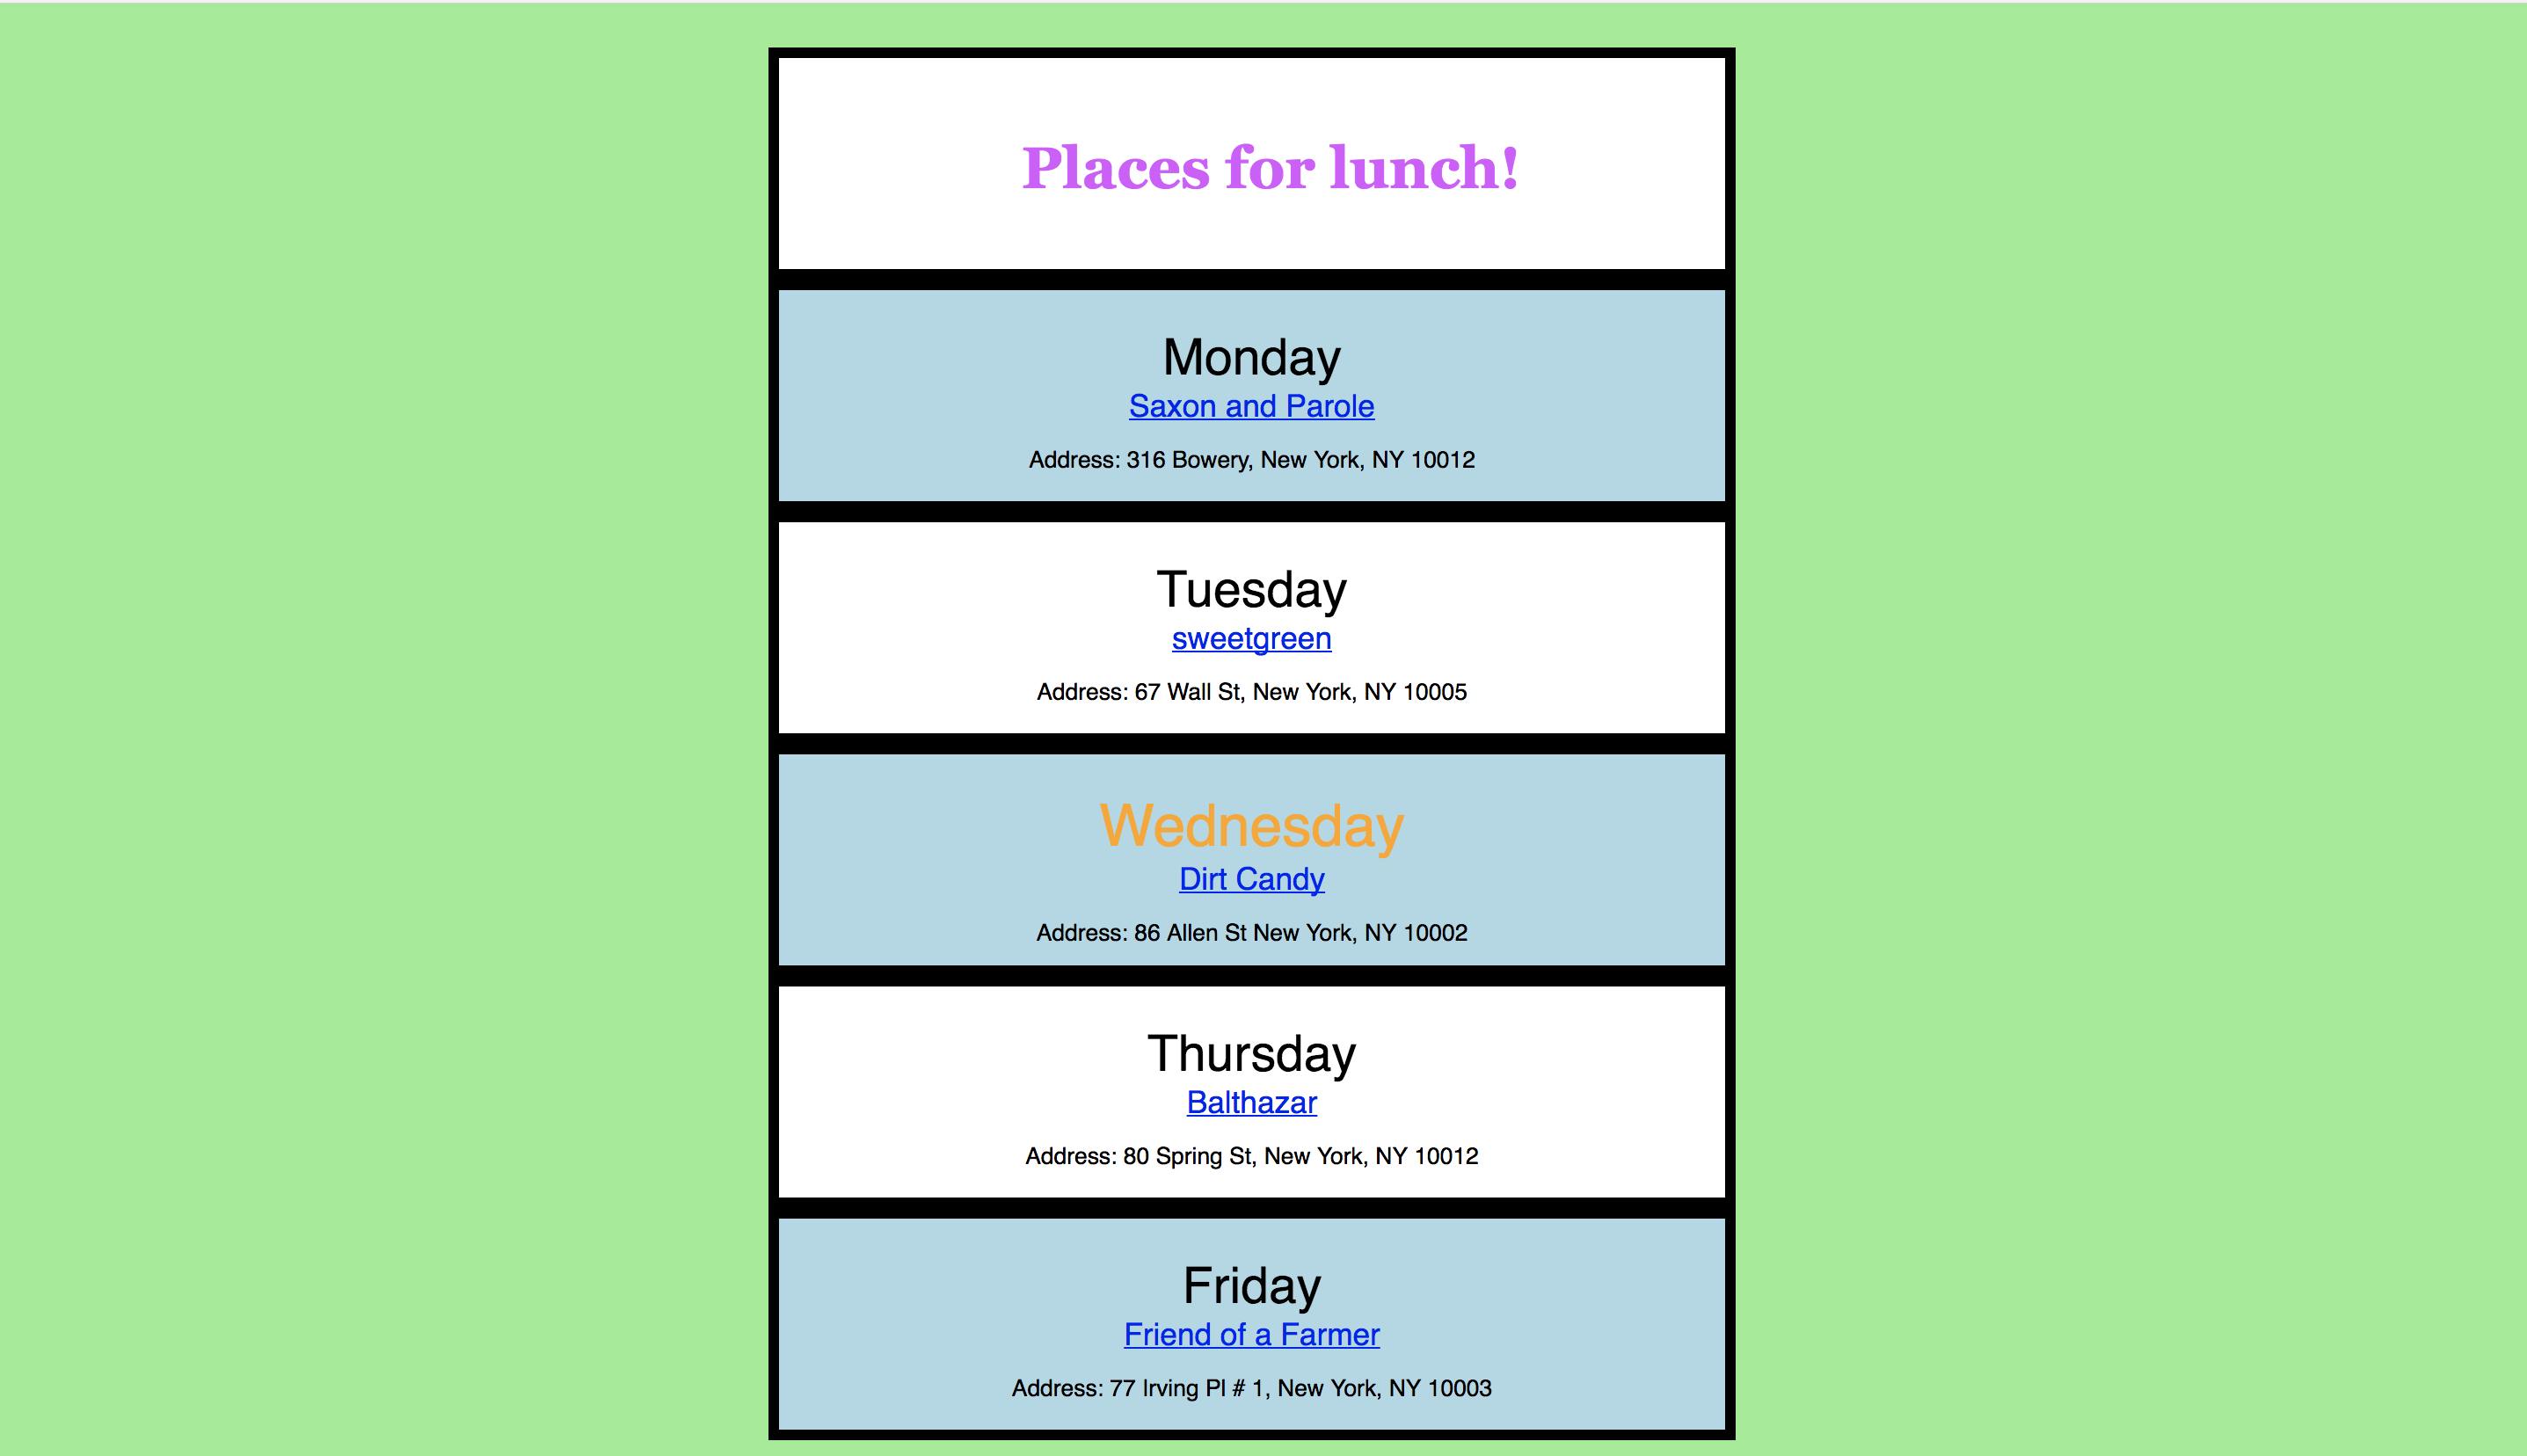 Places for lunch!
Monday
Saxon and Parole
Address: 316 Bowery, New York, NY 10012
Tuesday
sweetgreen
Address: 67 Wall St, New York, NY 10005
Wednesday
Dirt Candy
Address: 86 Allen St New York, NY 10002
Thursday
Balthazar
Address: 80 Spring St, New York, NY 10012
Friday
Friend of a Farmer
Address: 77 Irving Pl # 1, New York, NY 10003